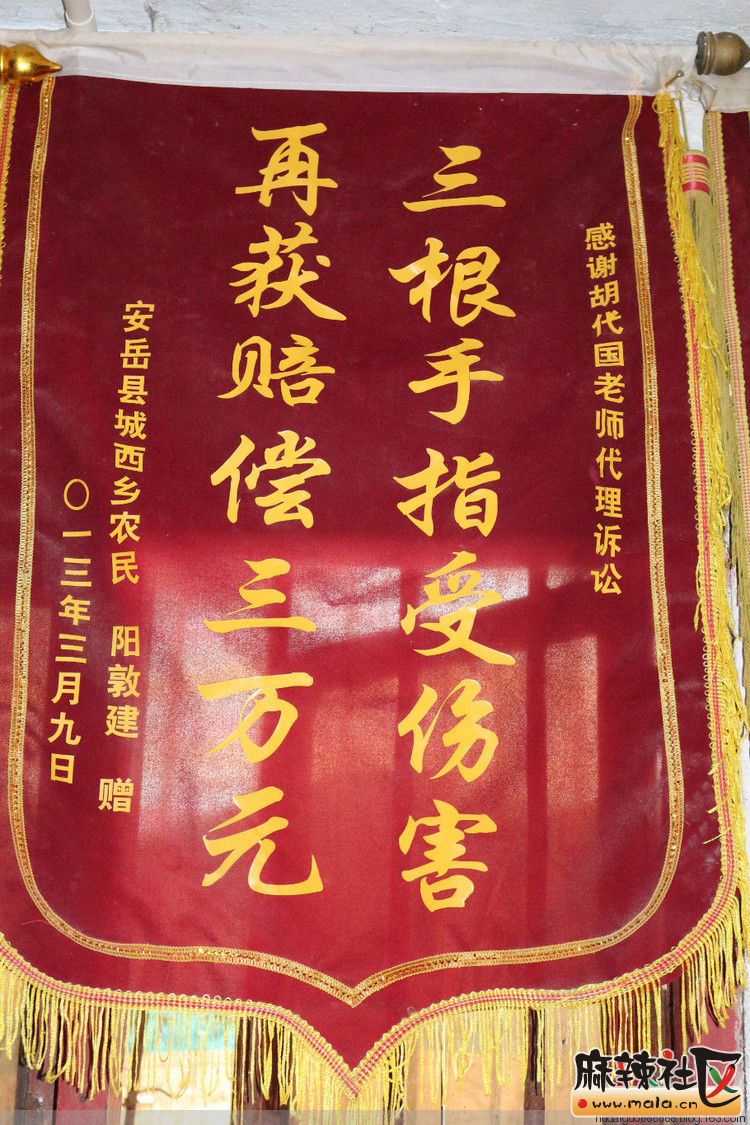 感谢胡代国老师代理诉讼
三根手指受伤害
再获赔偿三万元
安岳县城西乡农民 阳敦建 赠
〇一三年三月九日
麻辣社区
www.mala.cn